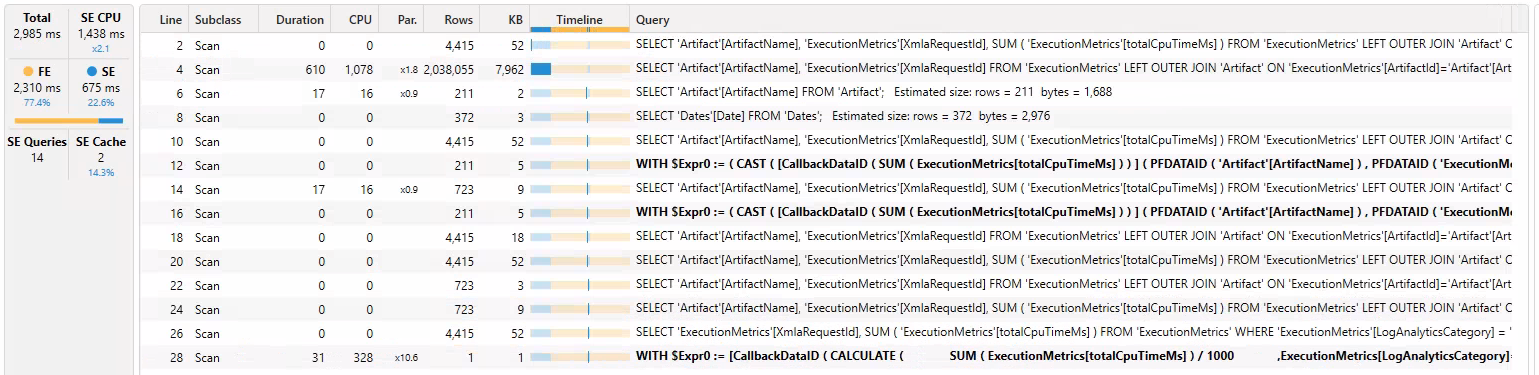 Total SE CPU
2,985 ms 1,438 ms
x2.1
FE SE
2,310 ms 675 ms
77.4% 22.6%
SE Queries SE Cache
14 2
14.3%
Line Subclass Duration CPU Par. Rows KB Timeline Query
2 Scan 0 0 4,415 52 SELECT 'Artifact'[ArtifactName], 'ExecutionMetrics'[XmlaRequestId], SUM ( 'ExecutionMetrics'[totalCpuTimeMs] ) FROM 'ExecutionMetrics' LEFT OUTER JOIN 'Artifact' O
4 Scan 610 1,078 x1.8 2,038,055 7,962 SELECT 'Artifact'[ArtifactName], 'ExecutionMetrics'[XmlaRequestId] FROM 'ExecutionMetrics' LEFT OUTER JOIN 'Artifact' ON 'ExecutionMetrics'[ArtifactId]='Artifact'[Art
6 Scan 17 16 x0.9 211 2 SELECT 'Artifact'[ArtifactName] FROM 'Artifact'; Estimated size: rows = 211 bytes = 1,688
8 Scan 0 0 372 3 SELECT 'Dates'[Date] FROM 'Dates'; Estimated size: rows = 372 bytes = 2,976
10 Scan 0 0 4,415 52 SELECT 'Artifact'[ArtifactName], 'ExecutionMetrics'[XmlaRequestId], SUM ( 'ExecutionMetrics'[totalCpuTimeMs] ) FROM 'ExecutionMetrics' LEFT OUTER JOIN 'Artifact' O
12 Scan 0 0 211 5 WITH $Expr0 := ( CAST ( [CallbackDataID ( SUM ( ExecutionMetrics[totalCpuTimeMs] ) ) ] ( PFDATAID ( 'Artifact'[ArtifactName] ) , PFDATAID ( 'ExecutionMe
14 Scan 17 16 x0.9 723 9 SELECT 'Artifact'[ArtifactName], 'ExecutionMetrics'[XmlaRequestId], SUM ( 'ExecutionMetrics'[totalCpuTimeMs] ) FROM 'ExecutionMetrics' LEFT OUTER JOIN 'Artifact' O
16 Scan 0 0 211 5 WITH $Expr0 := ( CAST ( [CallbackDataID ( SUM ( ExecutionMetrics[totalCpuTimeMs] ) ) ] ( PFDATAID ( 'Artifact'[ArtifactName] ) , PFDATAID ( 'ExecutionMe
18 Scan 0 0 4,415 18 SELECT 'Artifact'[ArtifactName], 'ExecutionMetrics'[XmlaRequestId] FROM 'ExecutionMetrics' LEFT OUTER JOIN 'Artifact' ON 'ExecutionMetrics'[ArtifactId]='Artifact'[Art
20 Scan 0 0 4,415 52 SELECT 'Artifact'[ArtifactName], 'ExecutionMetrics'[XmlaRequestId], SUM ( 'ExecutionMetrics'[totalCpuTimeMs] ) FROM 'ExecutionMetrics' LEFT OUTER JOIN 'Artifact' O
22 Scan 0 0 723 3 SELECT 'Artifact'[ArtifactName], 'ExecutionMetrics'[XmlaRequestId] FROM 'ExecutionMetrics' LEFT OUTER JOIN 'Artifact' ON 'ExecutionMetrics'[ArtifactId]='Artifact'[Art
24 Scan 0 0 723 9 SELECT 'Artifact'[ArtifactName], 'ExecutionMetrics'[XmlaRequestId], SUM ( 'ExecutionMetrics'[totalCpuTimeMs] ) FROM 'ExecutionMetrics' LEFT OUTER JOIN 'Artifact' O
26 Scan 0 0 4,415 52 SELECT 'ExecutionMetrics'[XmlaRequestId], SUM ( 'ExecutionMetrics'[totalCpuTimeMs] ) FROM 'ExecutionMetrics' WHERE 'ExecutionMetrics'[LogAnalyticsCategory] = '
28 Scan 31 328 x10.6 1 1 WITH $Expr0 := [CallbackDataID ( CALCULATE ( SUM ( ExecutionMetrics[totalCpuTimeMs] ) / 1000 ,ExecutionMetrics[LogAnalyticsCategory]=